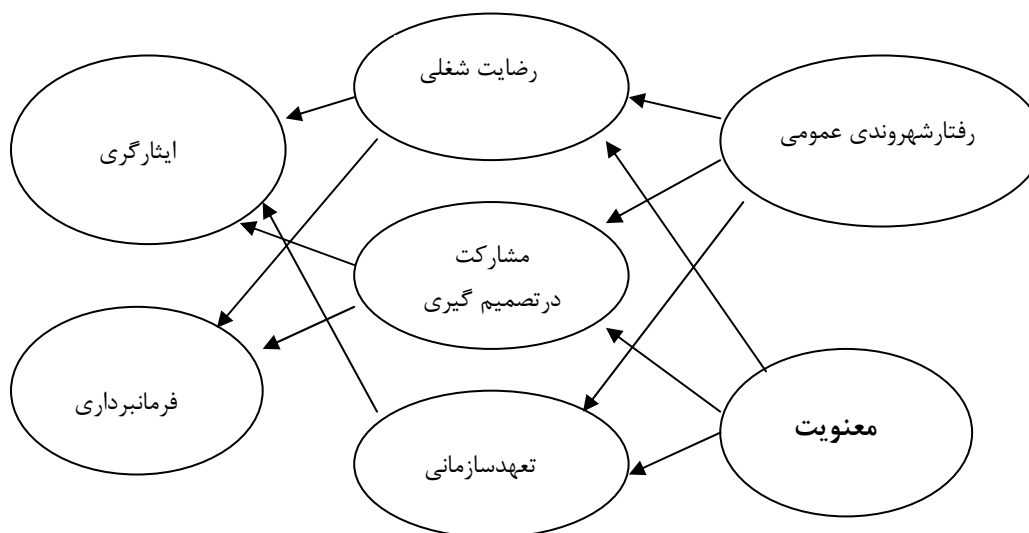 رضایت شغلی
رفتارشهروندی عمومی
ایثارگری
مشارکت
درتصمیم گیری
فرمانبرداری
معنویت
تعهدسازمانی